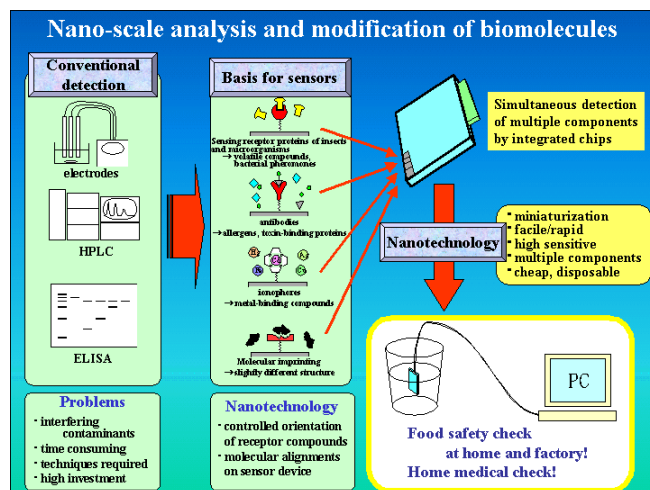 Nano-scale analysis and modification of biomolecules
Conventional
detection
electrodes
HPLC
ELISA
Problems
・interfering
contaminants
・time consuming
・techniques required
・high investment
Basis for sensors
Sensing receptor proteins of insects
and microorganisms
→ volatile compounds,
bacterial pheromones
antibodies
→allergens, toxin-binding proteins
ionophores
→metal-binding compounds
Molecular imprinting
→slightly different structure
Nanotechnology
・controlled orientation
of receptor compounds
・molecular alignments
on sensor device
Simultaneous detection
of multiple components
by integrated chips
Nanotechnology
・miniaturization
・facile/rapid
・high sensitive
・multiple components
・cheap, disposable
PC
Food safety check
at home and factory!
Home medical check!